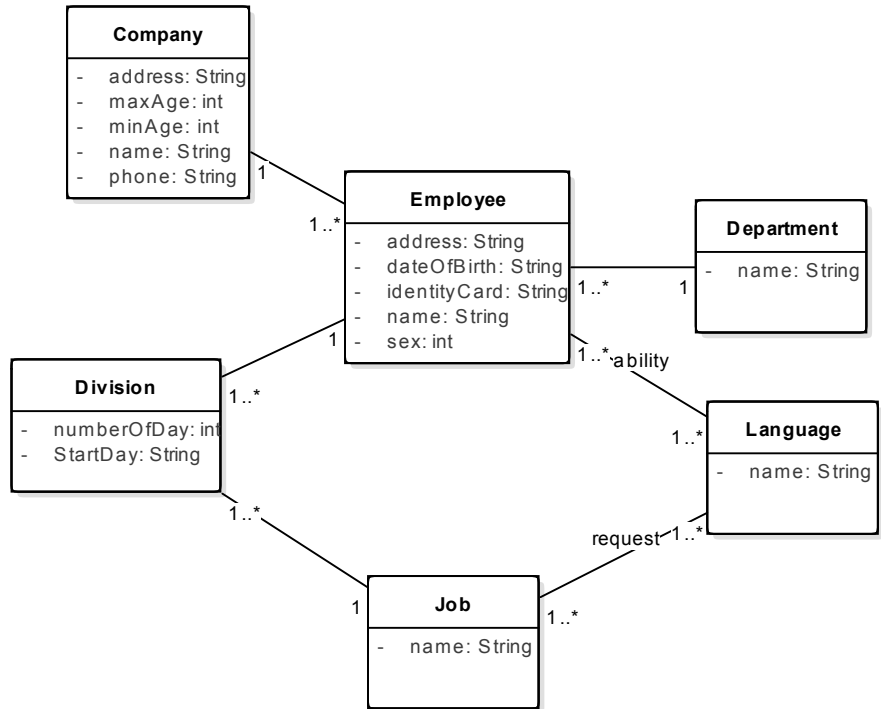 Company
- address: String
- maxAge: int
- minAge: int
- name: String
- phone: String
1
1..*
Employee
- address: String
- dateOfBirth: String
- identityCard: String
- name: String
- sex: int
1..*
1
Department
- name: String
1
1..*
Division
- numberOfDay: int
- StartDay: String
1..*
ability
1..*
Language
- name: String
1..*
1
request
1..*
1..*
Job
- name: String